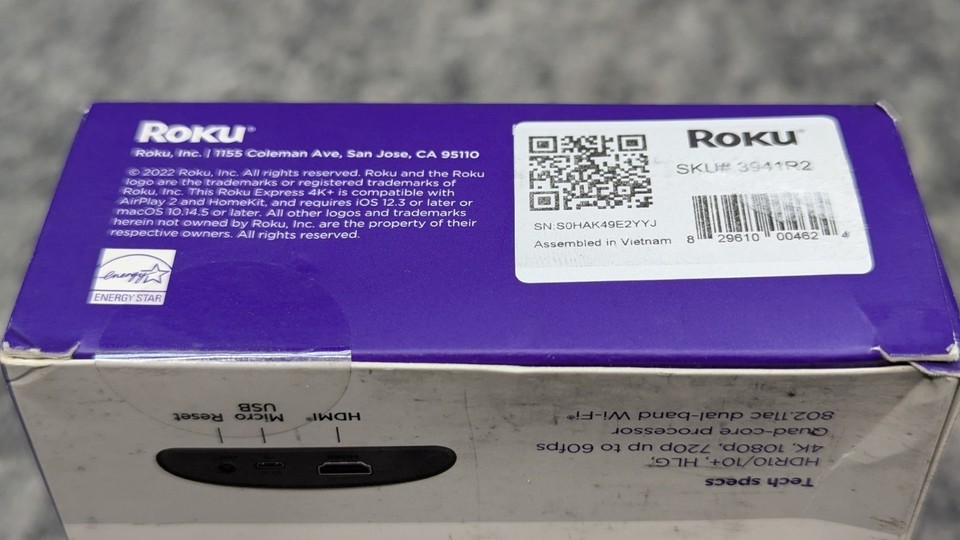 Roku
Roku, Inc. | 1155 Coleman Ave, San Jose, CA 95110
© 2022 Roku, Inc. All rights reserved. Roku and the Roku
logo are the trademarks or registered trademarks of
Roku, Inc. This Roku Express 4K+ is compatible with
AirPlay 2 and HomeKit, and requires iOS 12.3 or later or
macOS 10.14.5 or later. All other logos and trademarks
herein not owned by Roku, Inc. are the property of their
respective owners. All rights reserved.
energy
ENERGY STAR
Roku
SKU# 3941R2
SN:S0HAK49E2YYJ
Assembled in Vietnam
8 29610 00462 4
Tech specs
HDR10/10+, HLG,
4K, 1080p, 720p up to 60fps
Quad-core processor
802.11ac dual-band Wi-Fi®
HDMI®
Micro
USB
Reset